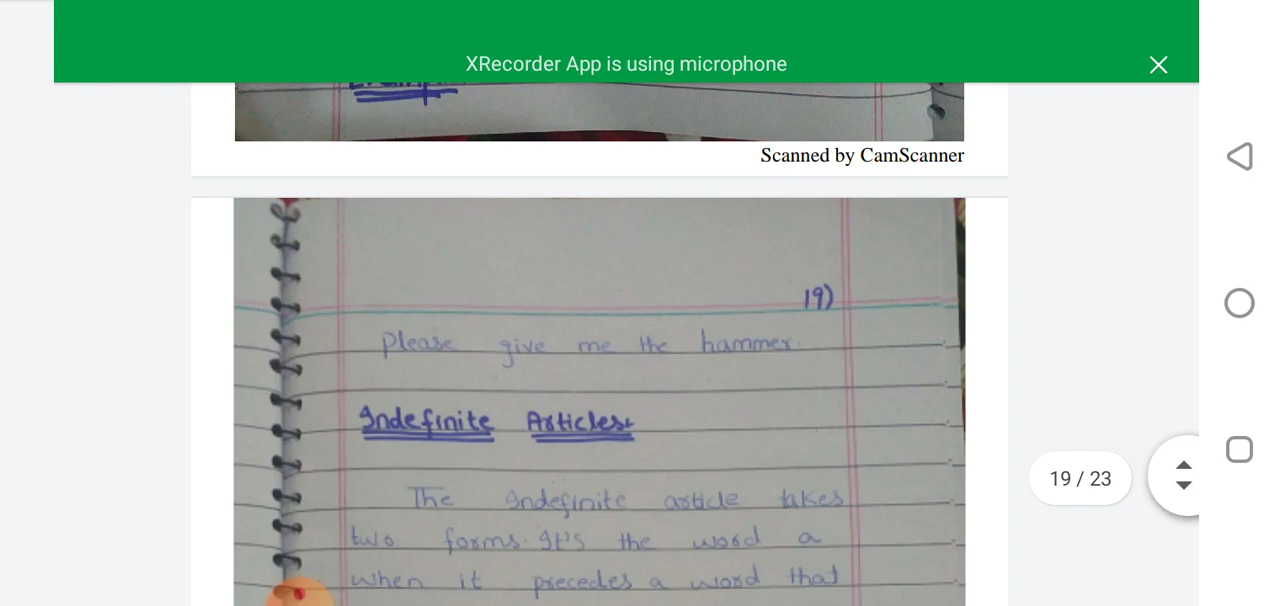 XRecorder App is using microphone
Scanned by CamScanner
19)
Please give me the hammer.
Indefinite Articles:
The Indefinite article takes
two forms. It's the word a
when it precedes a word that
19 / 23